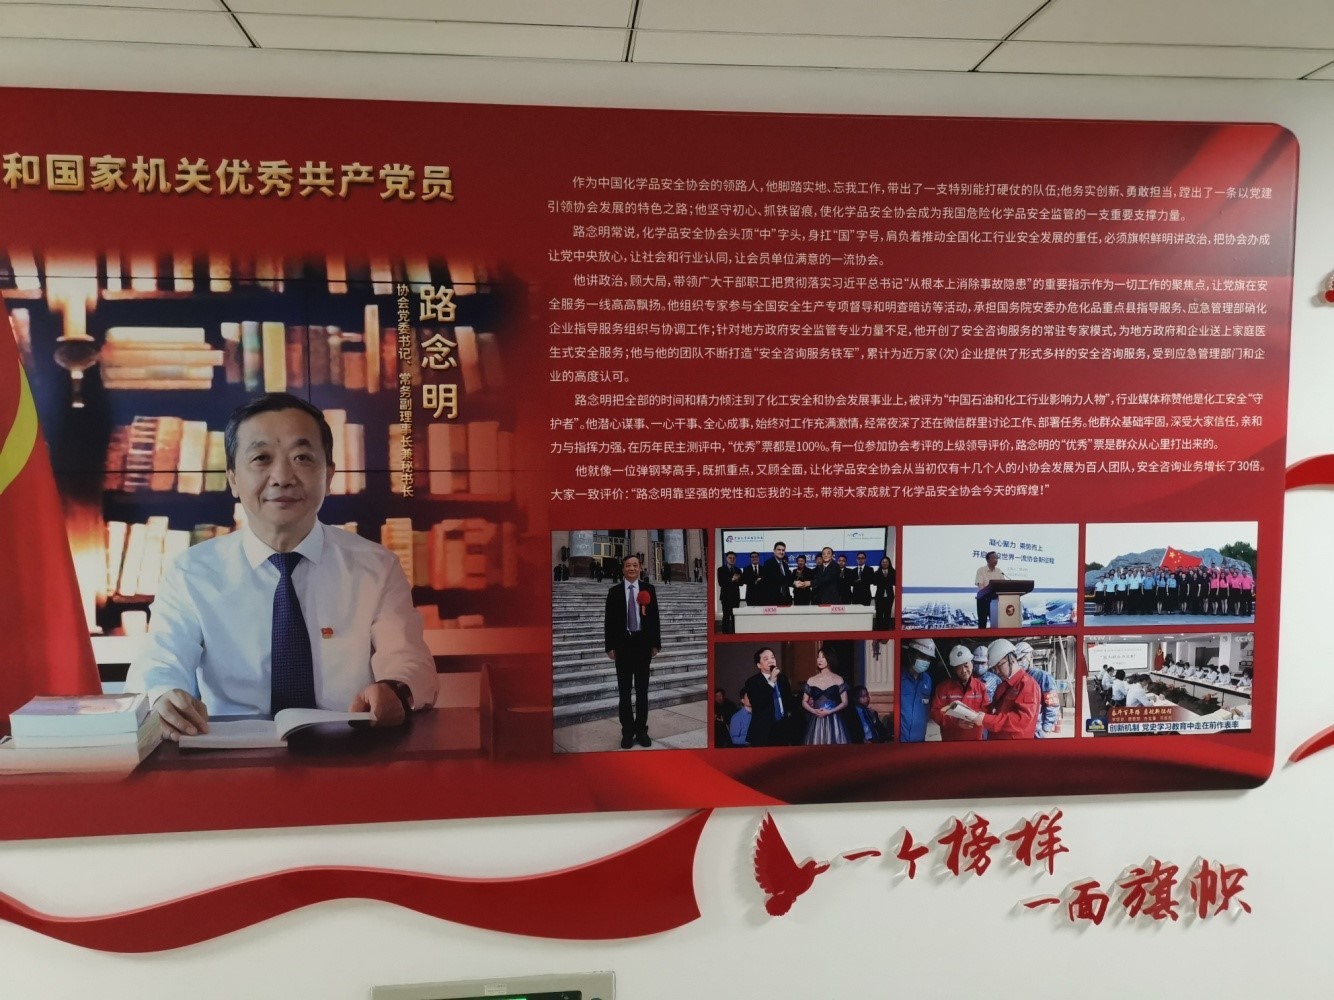 和国家机关优秀共产党员
路念明
协会党委书记、常务副理事长兼秘书长
作为中国化学品安全协会的领路人，他脚踏实地、忘我工作，带出了一支特别能打硬仗的队伍；他务实创新、勇敢担当，蹚出了一条以党建
引领协会发展的特色之路；他坚守初心、抓铁留痕，使化学品安全协会成为我国危险化学品安全监管的一支重要支撑力量。
路念明常说，化学品安全协会头顶“中”字头，身扛“国”字号，肩负着推动全国化工行业安全发展的重任，必须旗帜鲜明讲政治，把协会办成
让党中央放心，让社会和行业认同，让会员单位满意的一流协会。
他讲政治，顾大局，带领广大干部职工把贯彻落实习近平总书记“从根本上消除事故隐患”的重要指示作为一切工作的聚焦点，让党旗在安
全服务一线高高飘扬。他组织专家参与全国安全生产专项督导和明查暗访等活动，承担国务院安委办危化品重点县指导服务、应急管理部硝化
企业指导服务组织与协调工作；针对地方政府安全监管专业力量不足，他开创了安全咨询服务的常驻专家模式，为地方政府和企业送上家庭医
生式安全服务；他与他的团队不断打造“安全咨询服务铁军”，累计为近万家（次）企业提供了形式多样的安全咨询服务，受到应急管理部门和企
业的高度认可。
路念明把全部的时间和精力倾注到了化工安全和协会发展事业上，被评为“中国石油和化工行业影响力人物”，行业媒体称赞他是化工安全“守
护者”。他潜心谋事、一心干事、全心成事，始终对工作充满激情，经常夜深了还在微信群里讨论工作、部署任务。他群众基础牢固，深受大家信任，亲和
力与指挥力强，在历年民主测评中，“优秀”票都是100%。有一位参加协会考评的上级领导评价，路念明的“优秀”票是群众从心里打出来的。
他就像一位弹钢琴高手，既抓重点，又顾全面，让化学品安全协会从当初仅有十几个人的小协会发展为百人团队，安全咨询业务增长了30倍。
大家一致评价：“路念明靠坚强的党性和忘我的斗志，带领大家成就了化学品安全协会今天的辉煌！”
凝心聚力 乘势而上
世界一流协会新征程
创新机制 党史学习教育中走在前作表率
一个榜样
一面旗帜